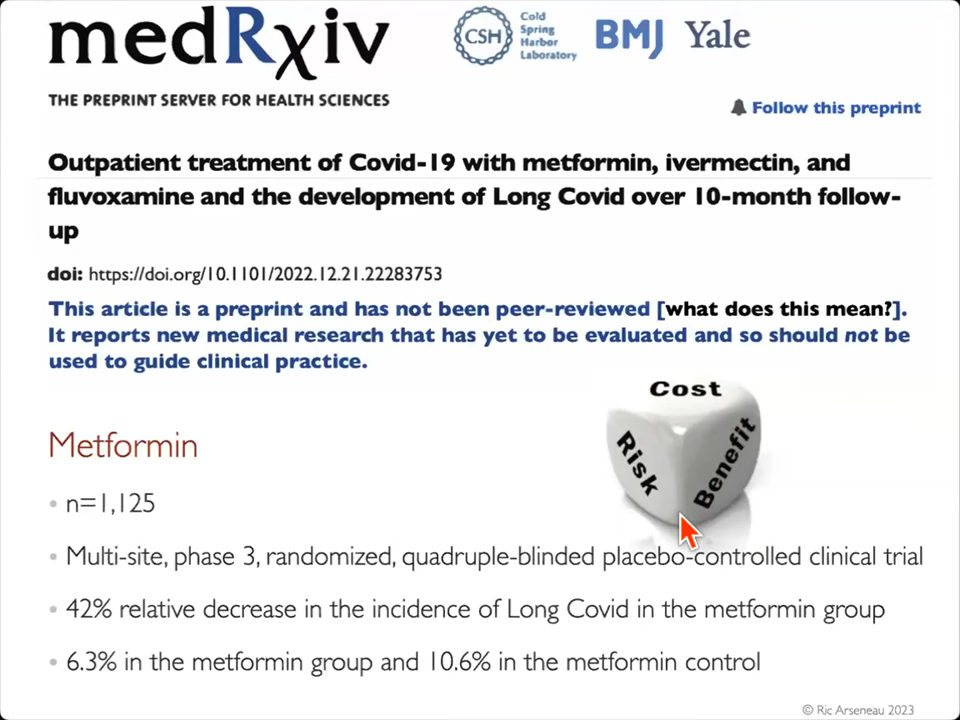 medRxiv
THE PREPRINT SERVER FOR HEALTH SCIENCES
CSH Cold Spring Harbor Laboratory
BMJ Yale
Follow this preprint
Outpatient treatment of Covid-19 with metformin, ivermectin, and
fluvoxamine and the development of Long Covid over 10-month follow-
up
doi: https://doi.org/10.1101/2022.12.21.22283753
This article is a preprint and has not been peer-reviewed [what does this mean?].
It reports new medical research that has yet to be evaluated and so should not be
used to guide clinical practice.
Cost
Risk
Benefit
Metformin
• n=1,125
• Multi-site, phase 3, randomized, quadruple-blinded placebo-controlled clinical trial
• 42% relative decrease in the incidence of Long Covid in the metformin group
• 6.3% in the metformin group and 10.6% in the metformin control
© Ric Arseneau 2023